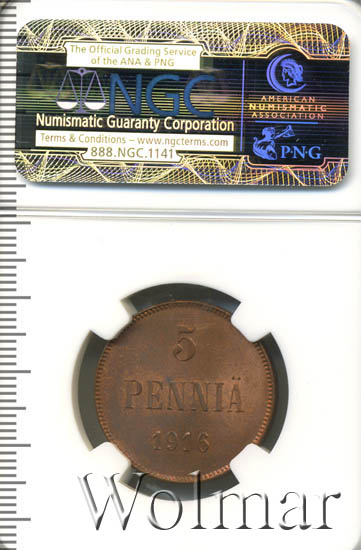 The Official Grading Service
of the ANA & PNG
NGC
Numismatic Guaranty Corporation
Terms & Conditions – www.ngcterms.com
888.NGC.1141
AMERICAN
NUMISMATIC
ASSOCIATION
P·N·G
5
PENNIÄ
1916
Wolmar